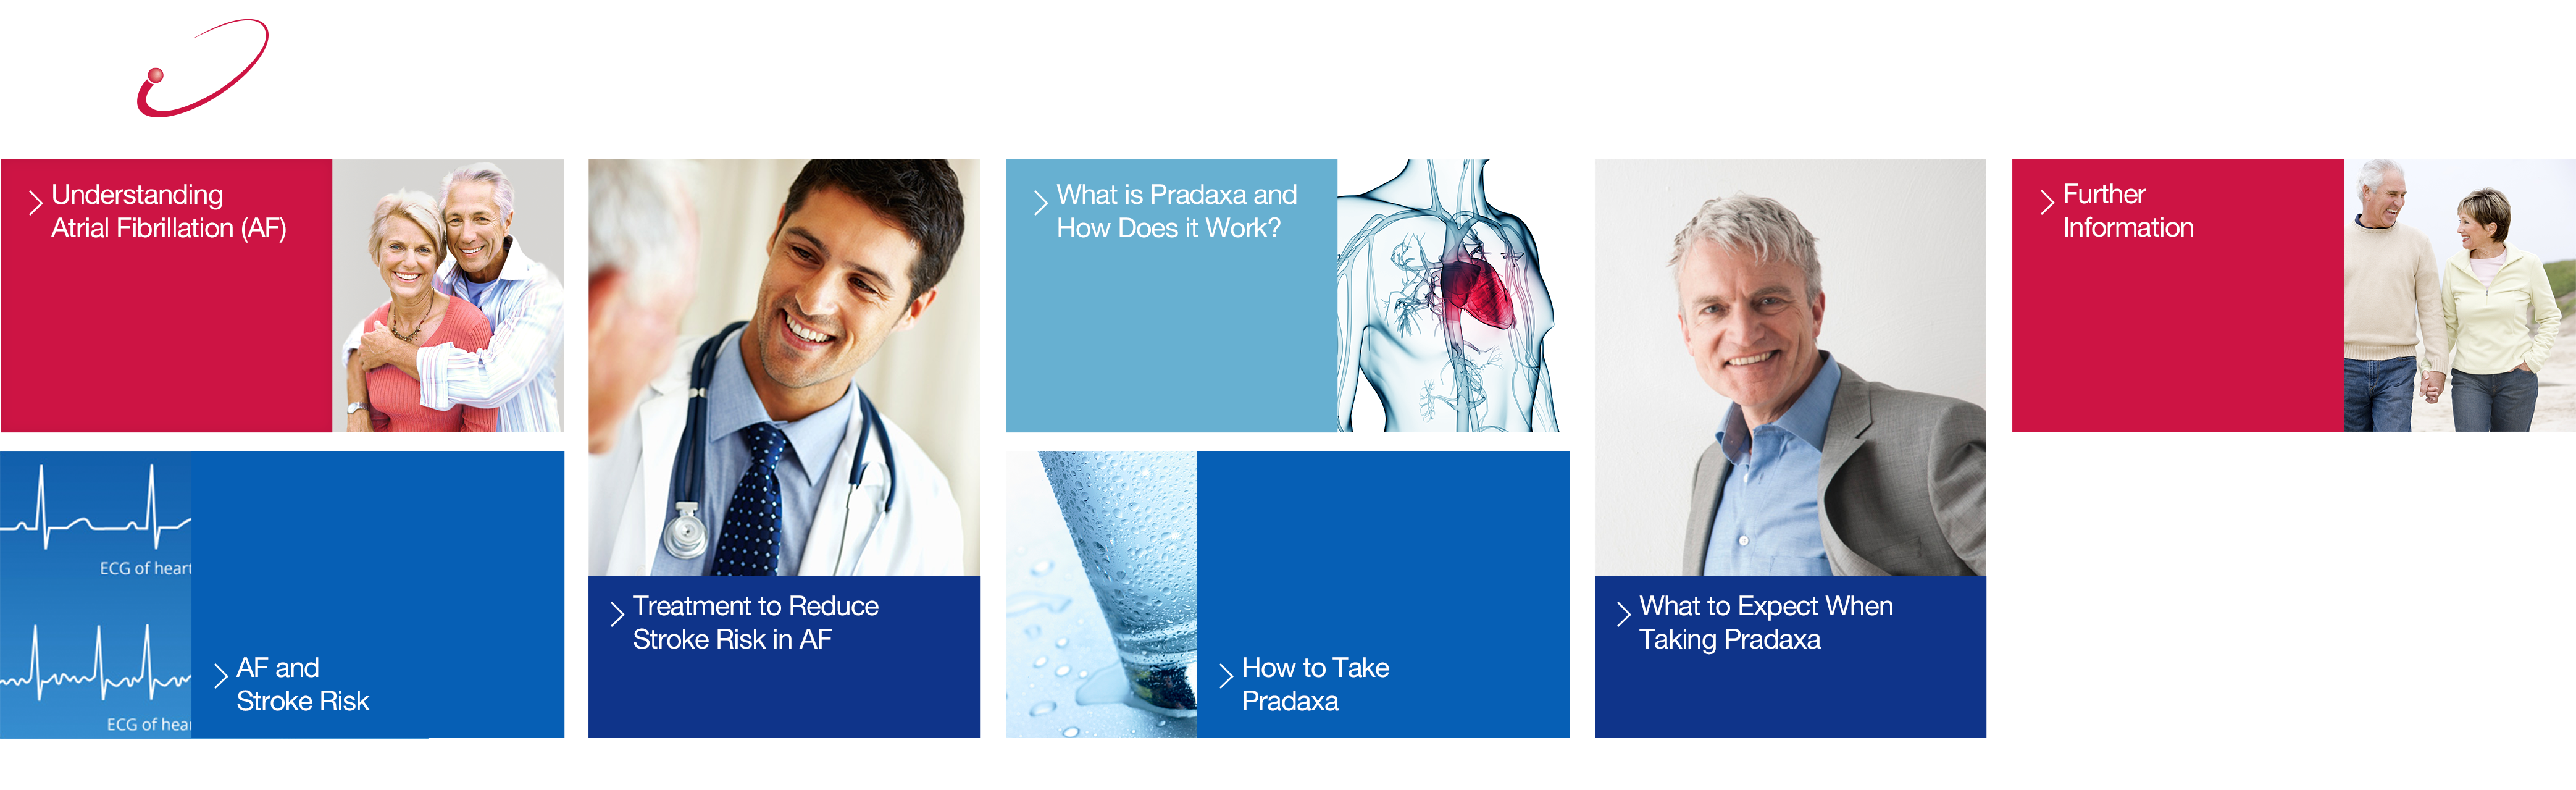 Understanding
Atrial Fibrillation (AF)
ECG of heart
ECG of hear
AF and
Stroke Risk
Treatment to Reduce
Stroke Risk in AF
What is Pradaxa and
How Does it Work?
How to Take
Pradaxa
What to Expect When
Taking Pradaxa
Further
Information